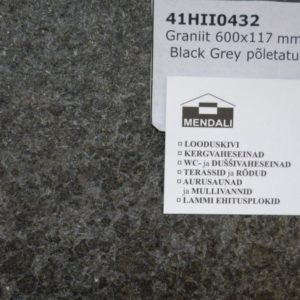 41HII0432
Graniit 600x117 mm
Black Grey põletatu
MENDALI
¤ LOODUSKIVI
¤ KERGVAHESEINAD
¤ WC- ja DUŠŠIVAHESEINAD
¤ TERASSID ja RÕDUD
¤ AURUSAUNAD
ja MULLIVANNID
¤ LAMMI EHITUSPLOKID